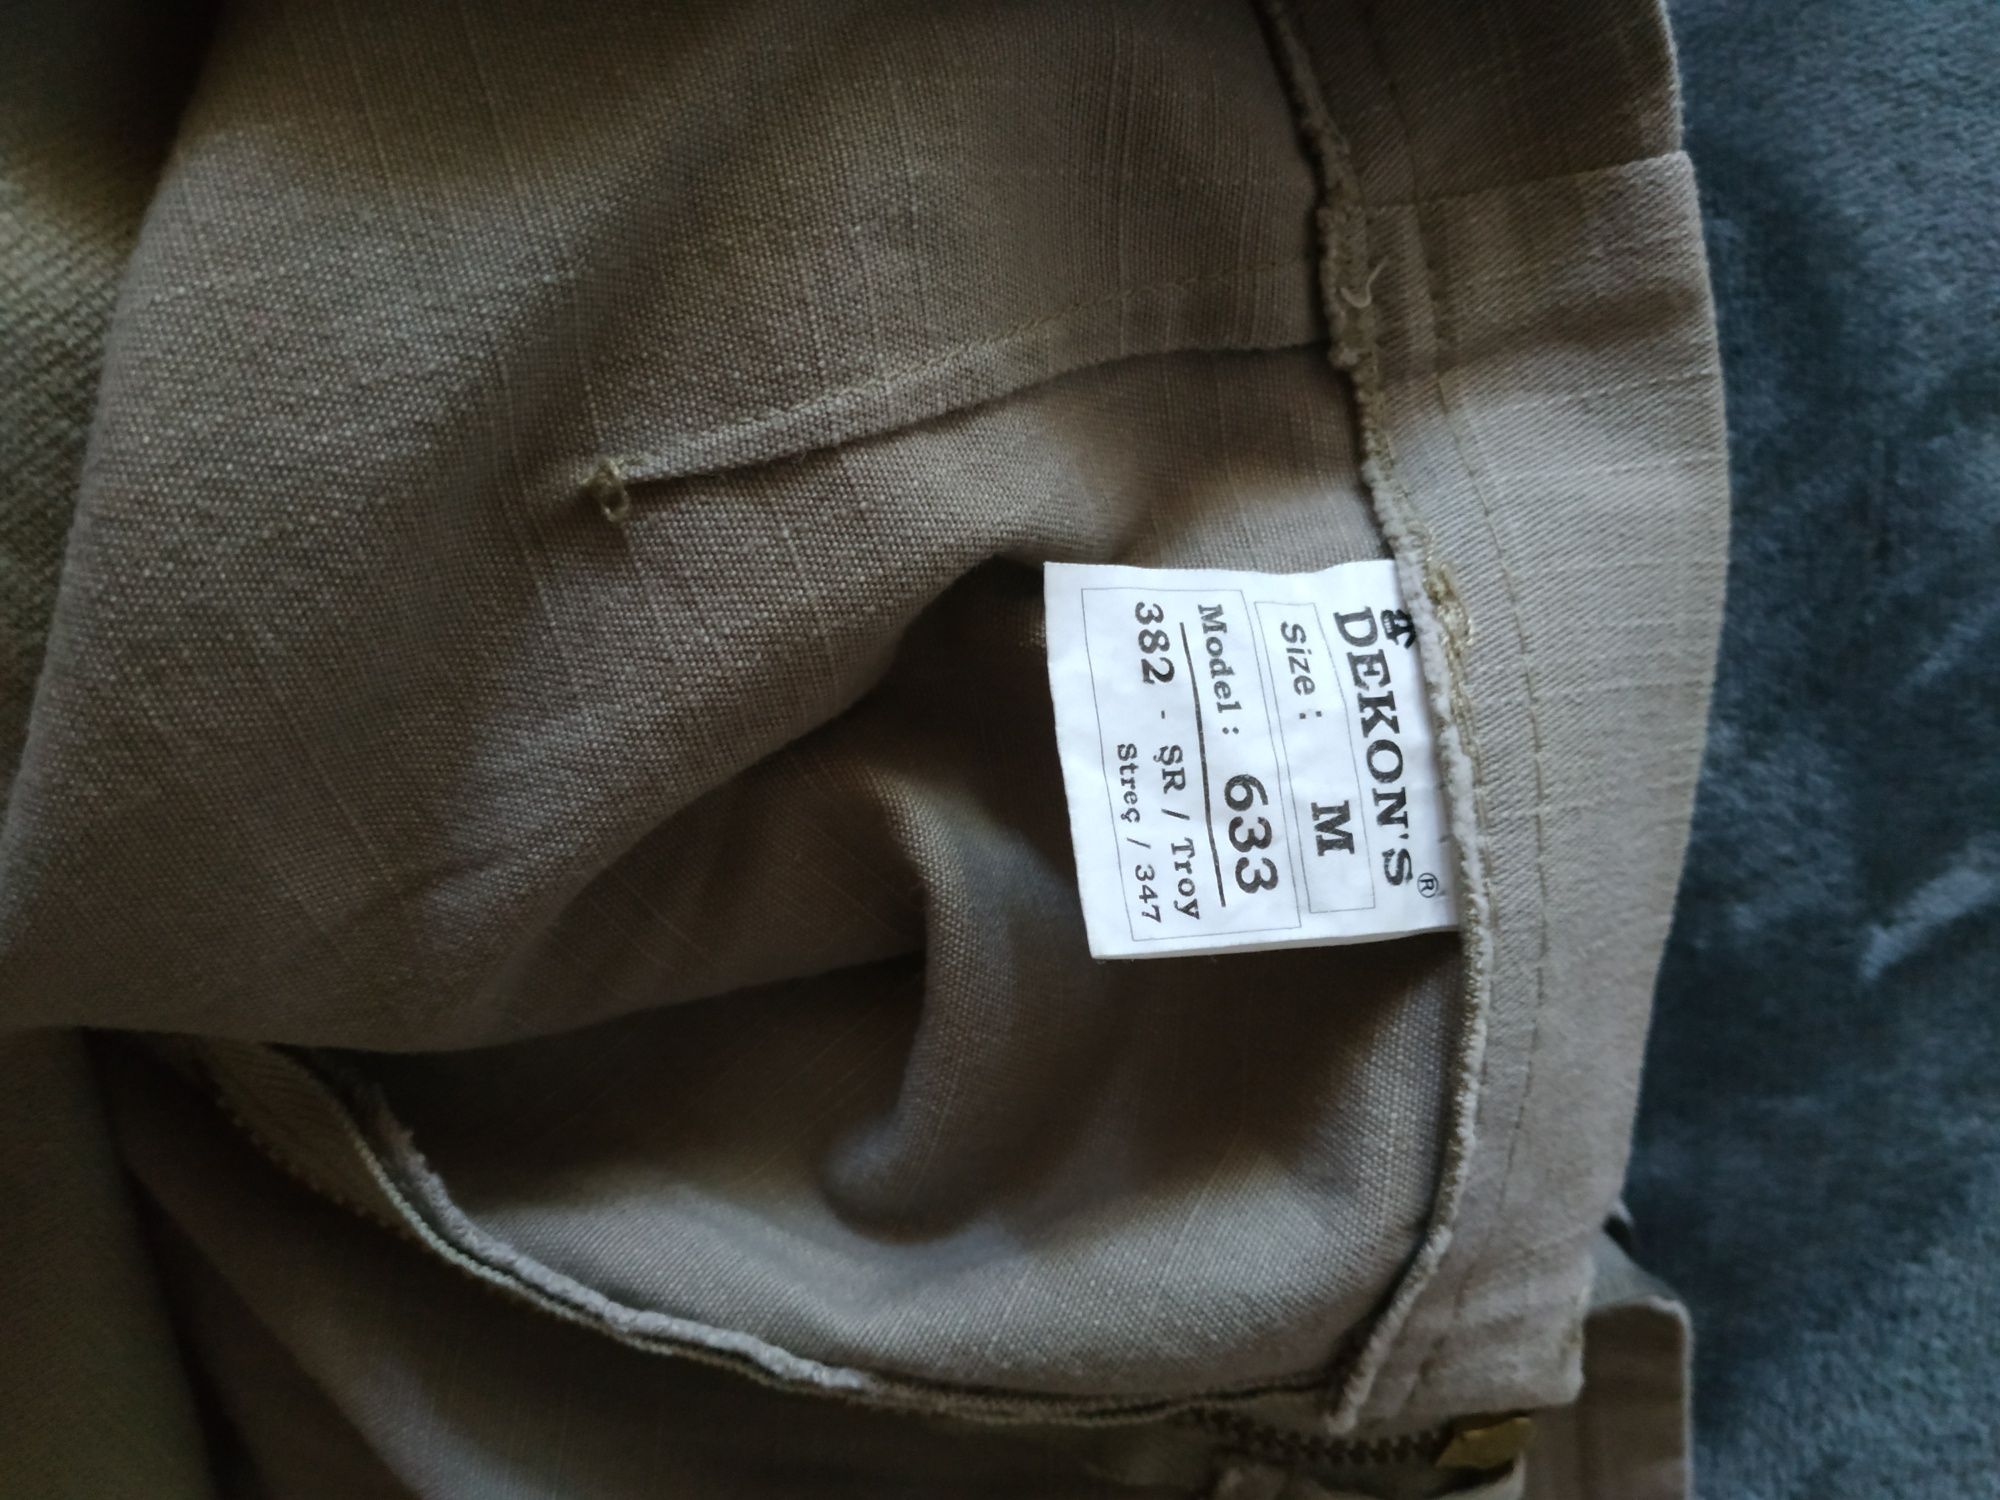 DEKON'S ®
Size : M
Model : 633
382 - ŞR / Troy
Streç / 347